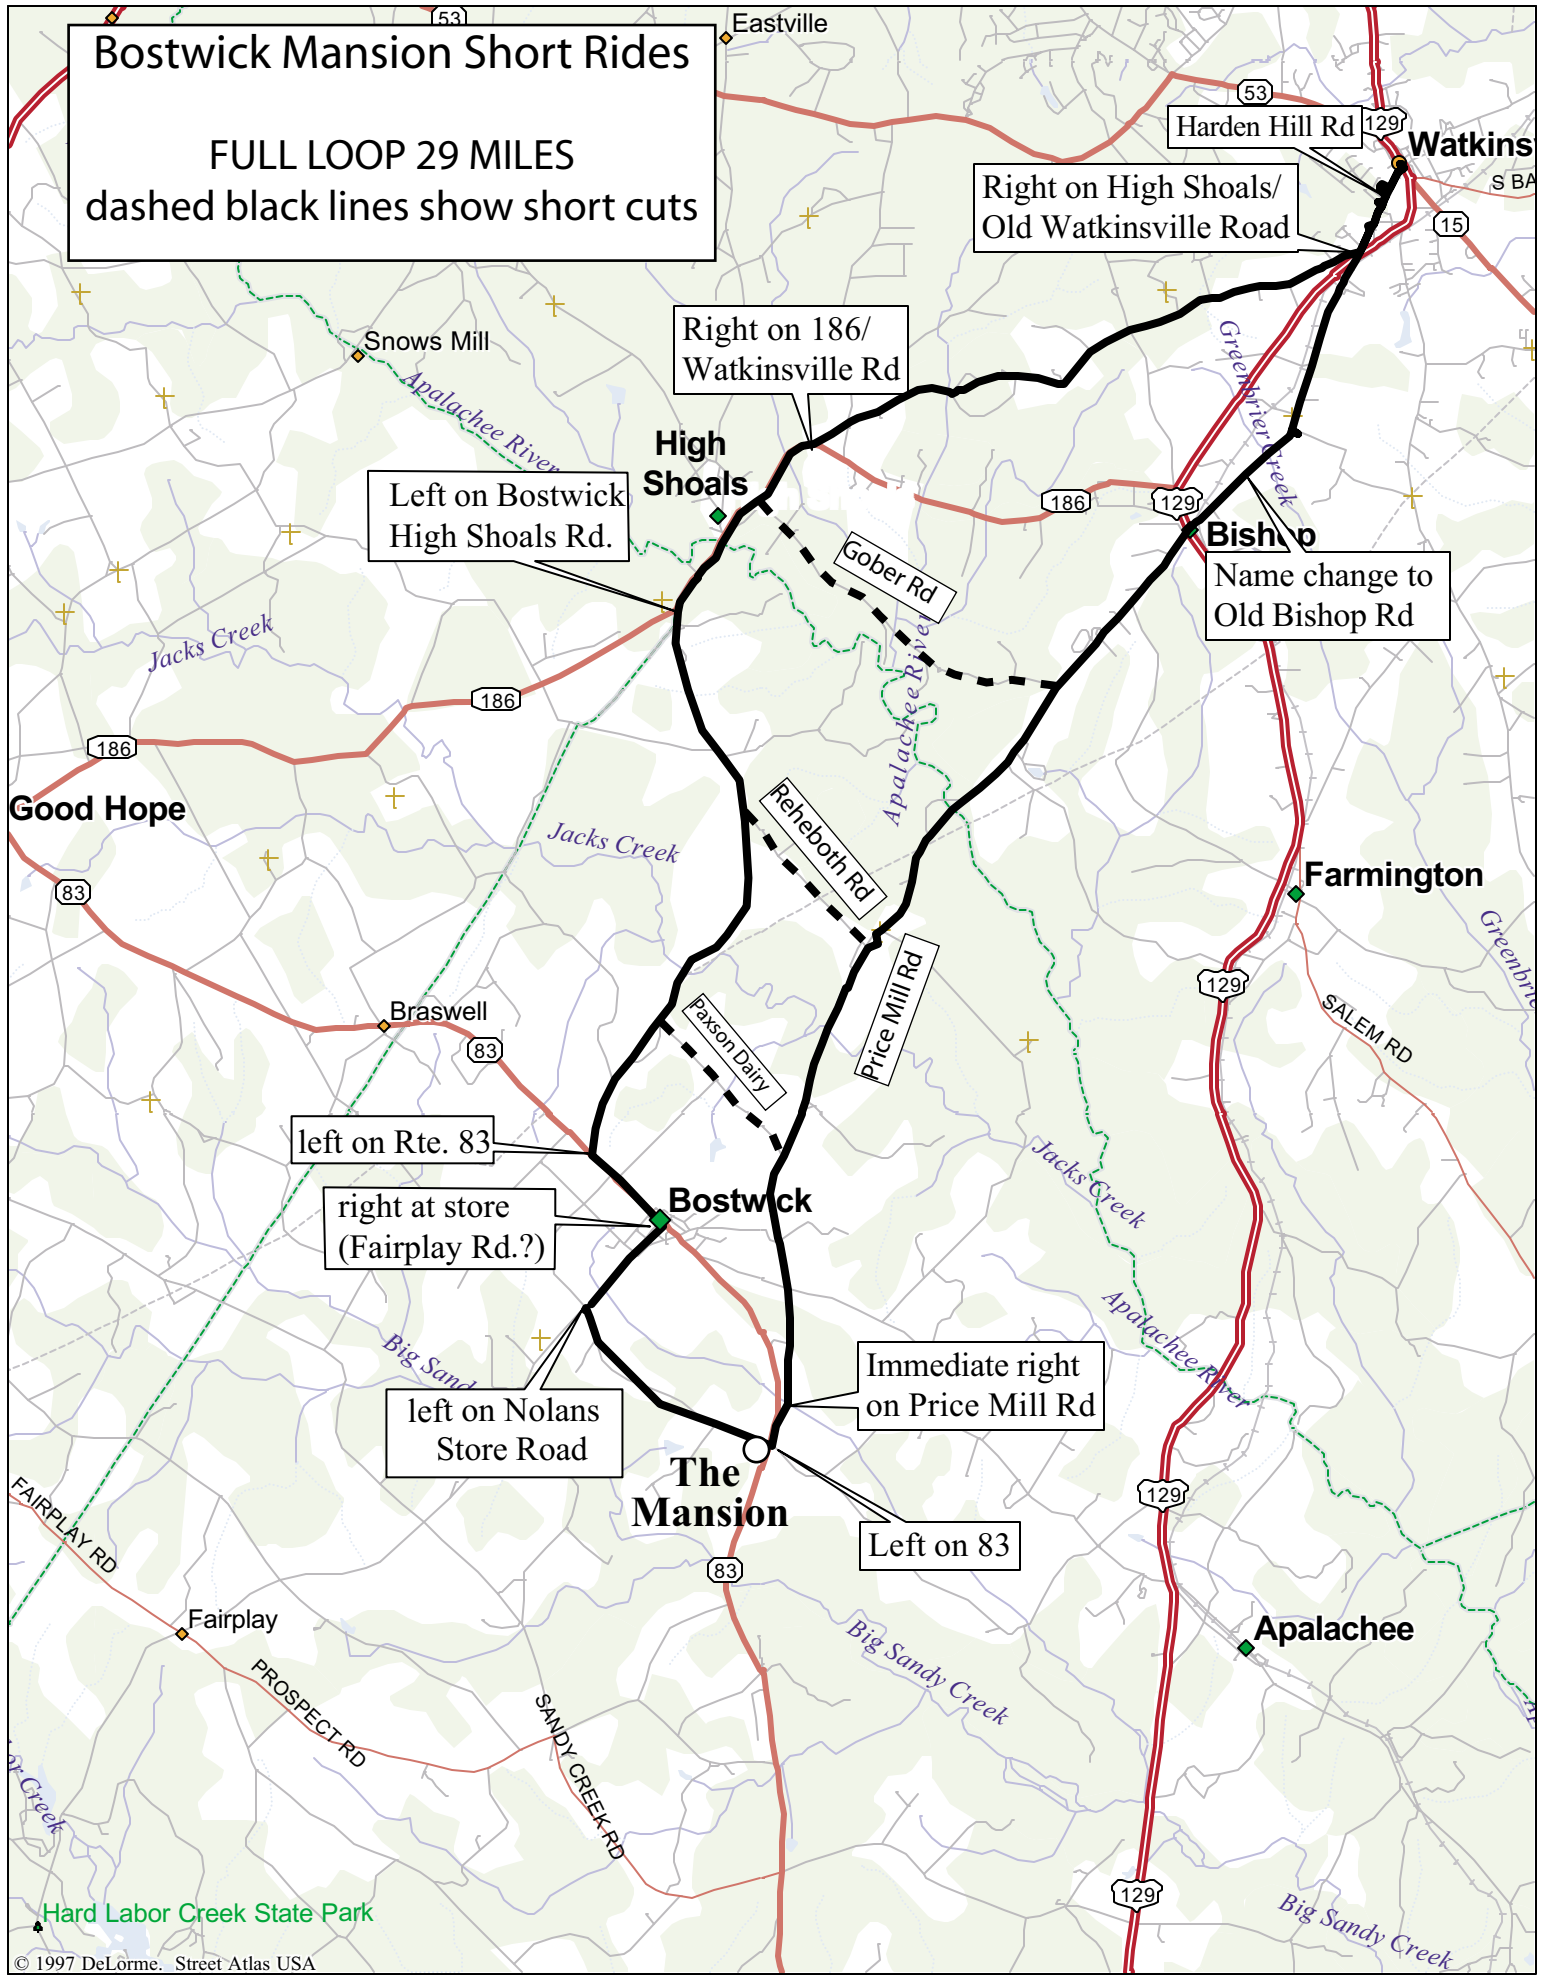 53
Eastville
Bostwick Mansion Short Rides
FULL LOOP 29 MILES
dashed black lines show short cuts
53
Harden Hill Rd
129
Watkins
S BA
Right on High Shoals/
Old Watkinsville Road
15
Snows Mill
Apalachee River
Right on 186/
Watkinsville Rd
Greenbrier Creek
High
Shoals
Left on Bostwick
High Shoals Rd.
186
129
Bishop
Gober Rd
Name change to
Old Bishop Rd
Jacks Creek
Apalachee River
186
186
Good Hope
Reheboth Rd
Jacks Creek
83
Farmington
Greenbrie
Price Mill Rd
129
Braswell
Paxson Dairy
SALEM RD
83
left on Rte. 83
Jacks Creek
right at store
(Fairplay Rd.?)
Bostwick
Apalachee River
Big Sand
Immediate right
on Price Mill Rd
left on Nolans
Store Road
The
Mansion
129
FAIRPLAY RD
Left on 83
83
Fairplay
Big Sandy Creek
Apalachee
PROSPECT RD
SANDY CREEK RD
or Creek
129
Hard Labor Creek State Park
Big Sandy Creek
© 1997 DeLorme. Street Atlas USA